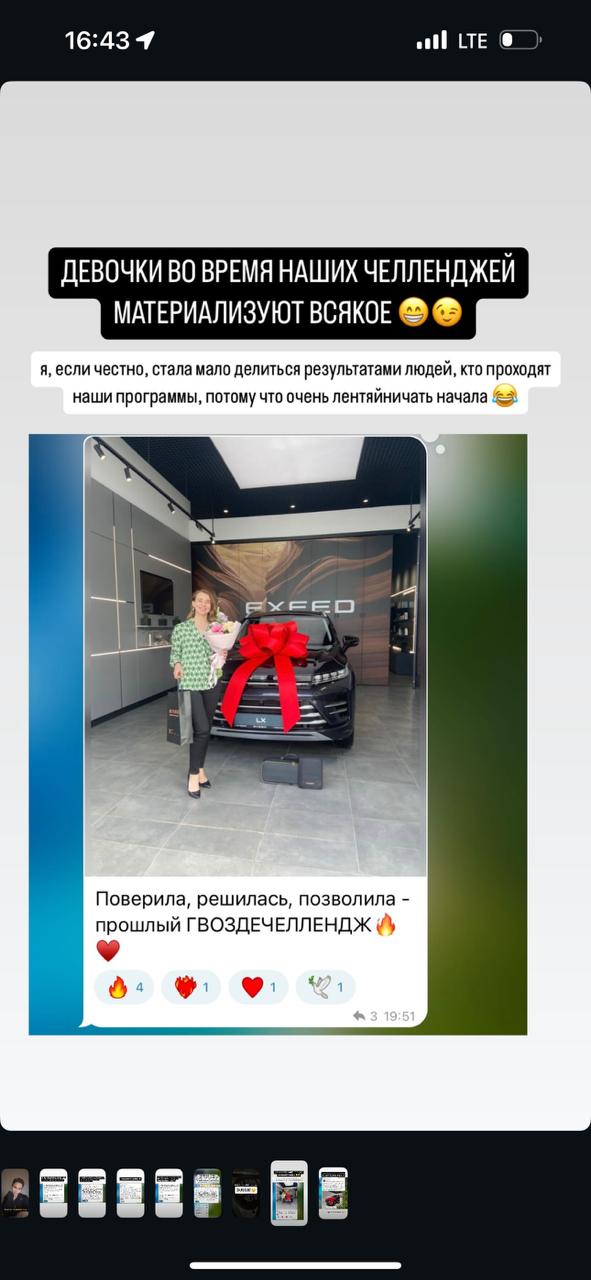 16:43
LTE
ДЕВОЧКИ ВО ВРЕМЯ НАШИХ ЧЕЛЛЕНДЖЕЙ
МАТЕРИАЛИЗУЮТ ВСЯКОЕ 😁😉
я, если честно, стала мало делиться результатами людей, кто проходят
наши программы, потому что очень лентяйничать начала 😂
EXEED
LX
Поверила, решилась, позволила -
прошлый ГВОЗДЕЧЕЛЛЕНДЖ🔥
♥️
🔥 4 ❤️‍🔥 1 ❤️ 1 🕊 1
3 19:51